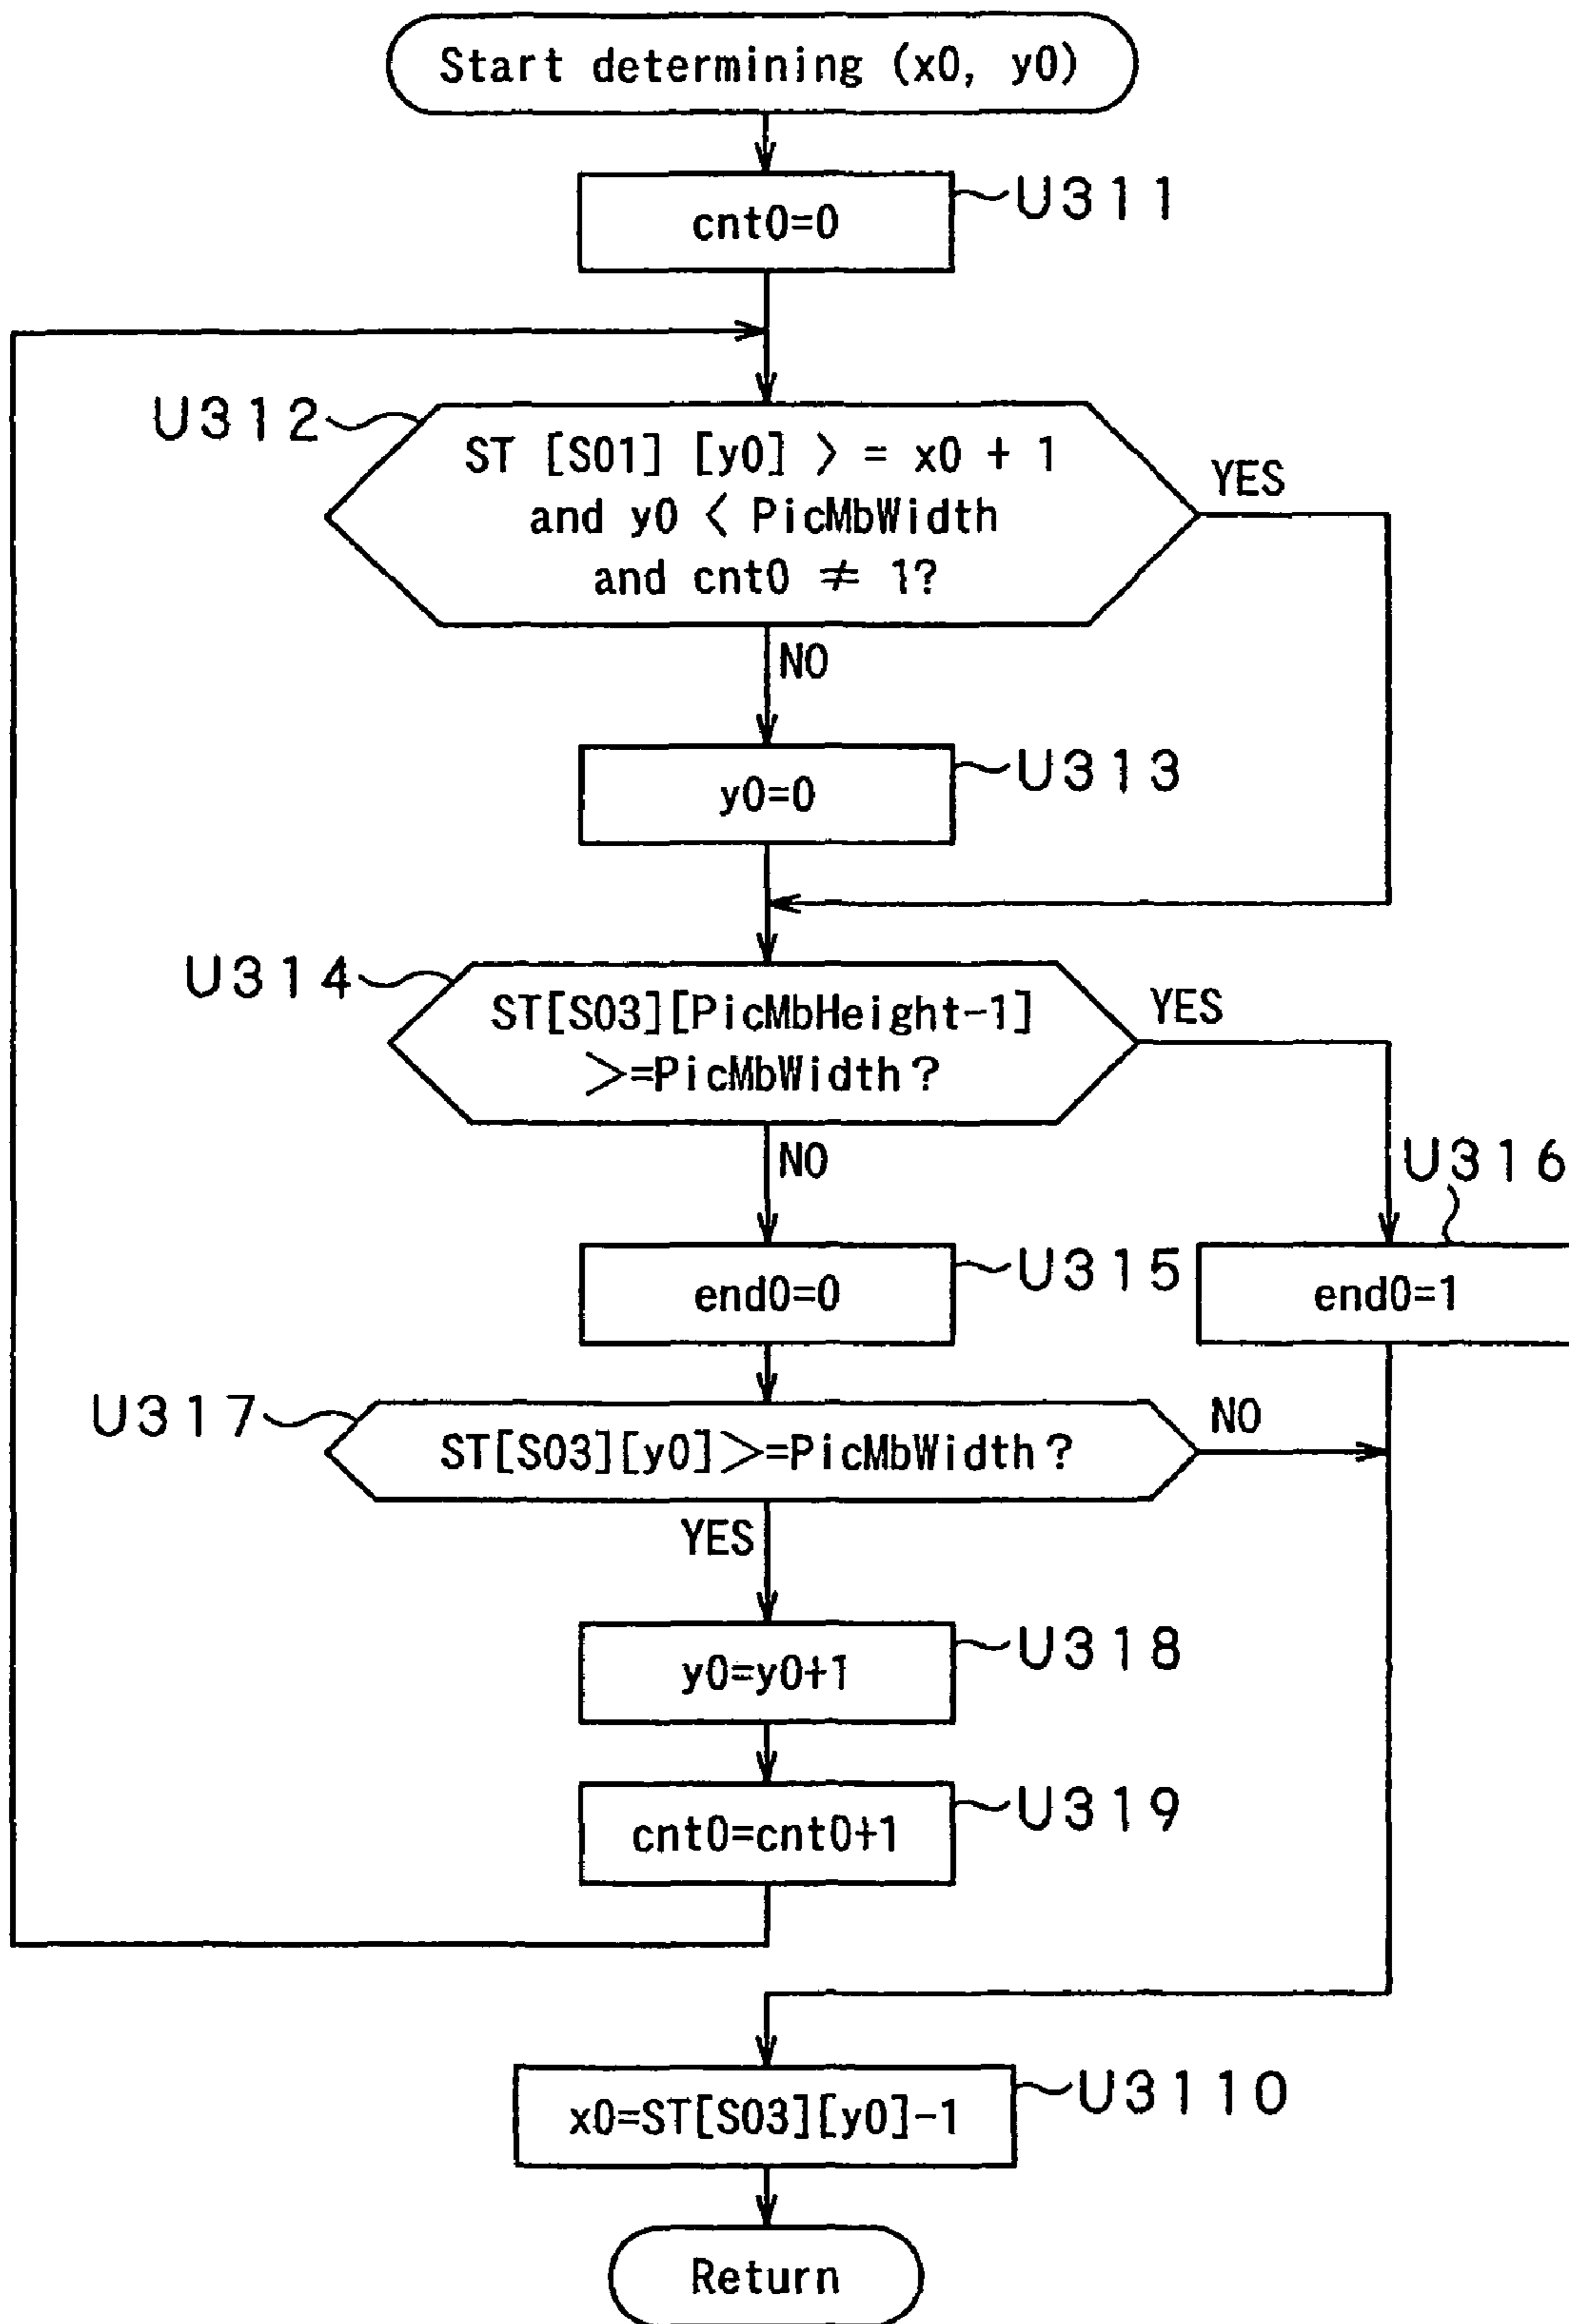 Start determining (x0, y0)
cnt0=0
U311
U312
ST [S01] [y0] > = x0 + 1
and y0 < PicMbWidth
and cnt0 ≠ 1?
YES
NO
y0=0
U313
U314
ST[S03][PicMbHeight-1]
>=PicMbWidth?
YES
NO
U316
end0=0
U315
end0=1
U317
ST[S03][y0]>=PicMbWidth?
NO
YES
y0=y0+1
U318
cnt0=cnt0+1
U319
x0=ST[S03][y0]-1
U3110
Return